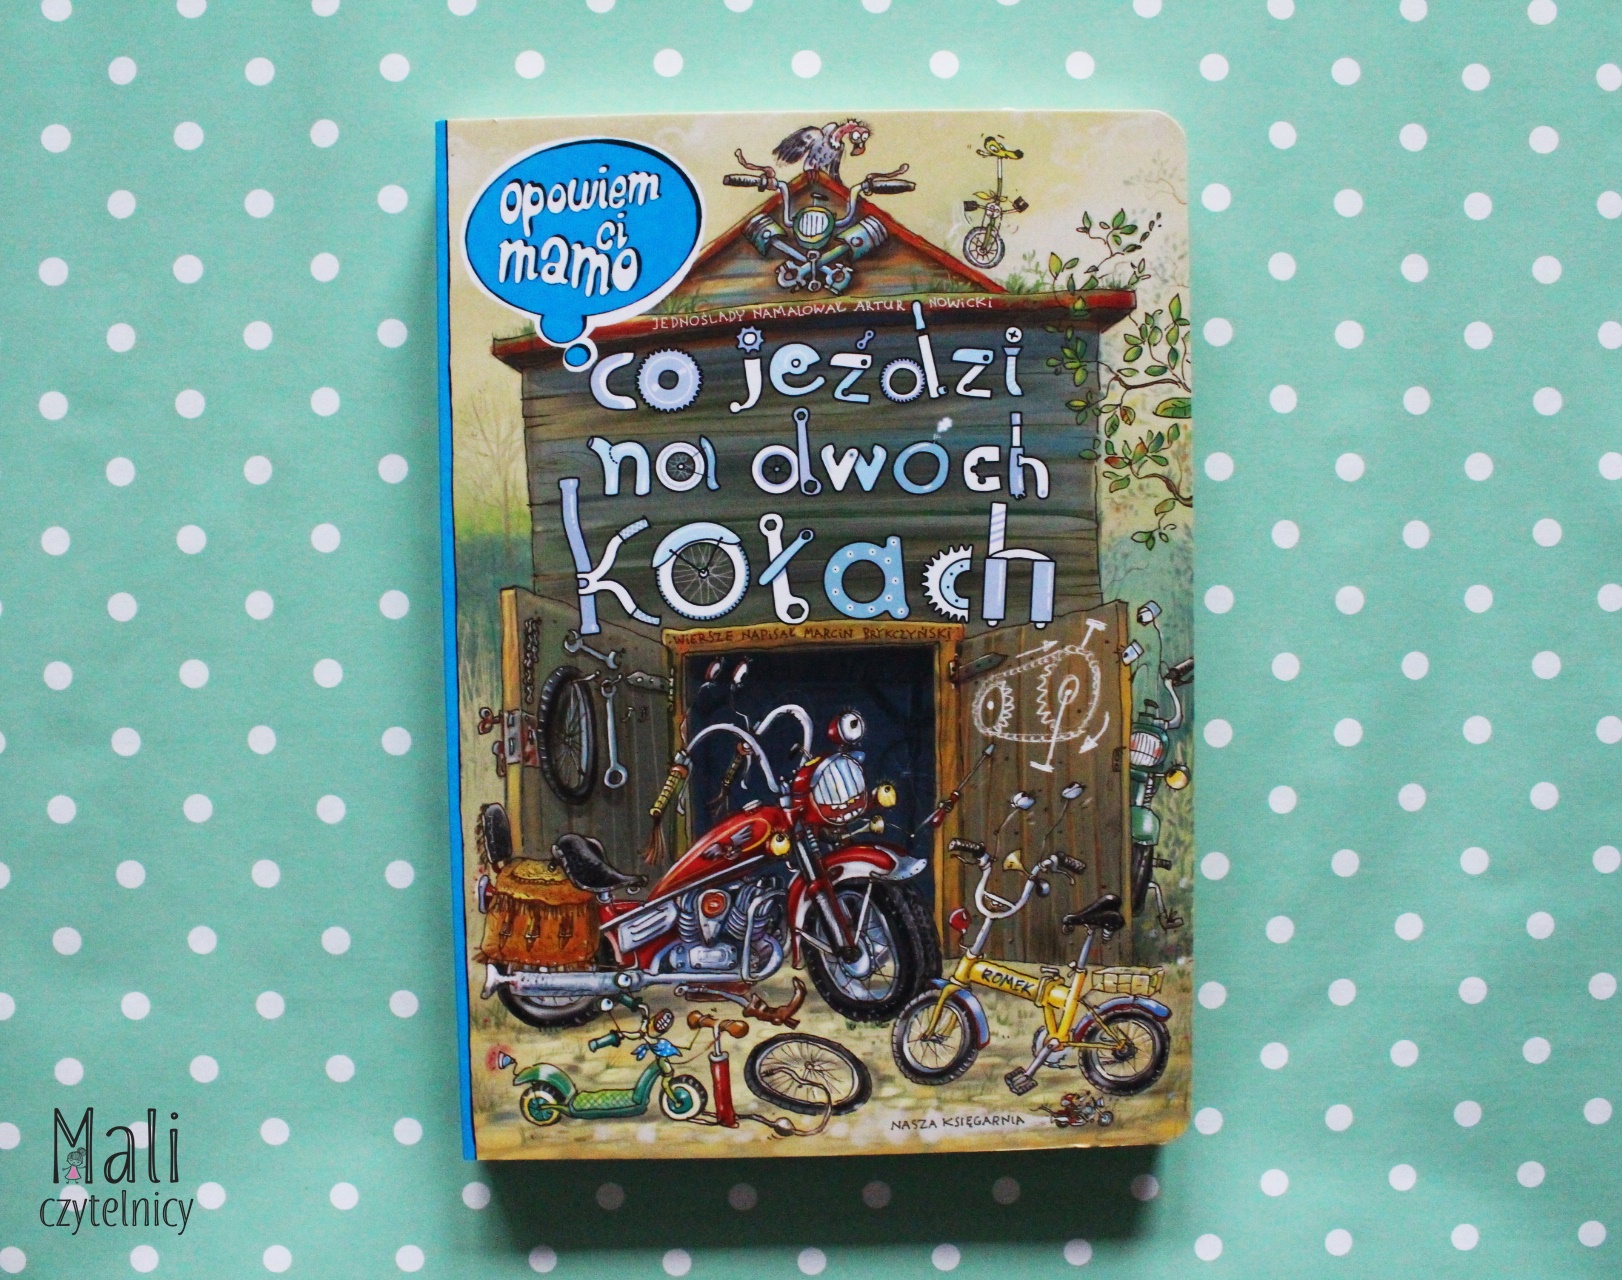 opowiem
ci
mamo
JEDNOŚLADY NAMALOWAŁ ARTUR NOWICKI
co jeździ
na dwóch
kołach
WIERSZE NAPISAŁ MARCIN BRYKCZYŃSKI
ROMEK
NASZA KSIĘGARNIA
Mali
czytelnicy